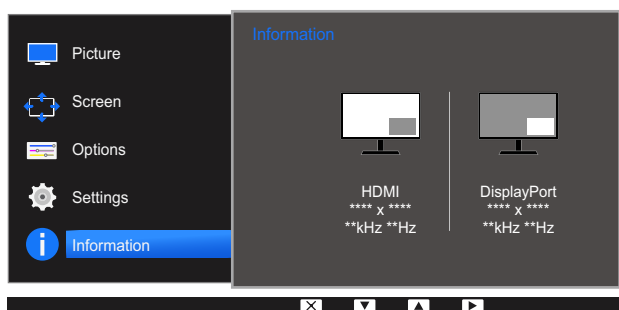 Picture
Screen
Options
Settings
Information
Information
HDMI
**** x ****
**kHz **Hz
DisplayPort
**** x ****
**kHz **Hz